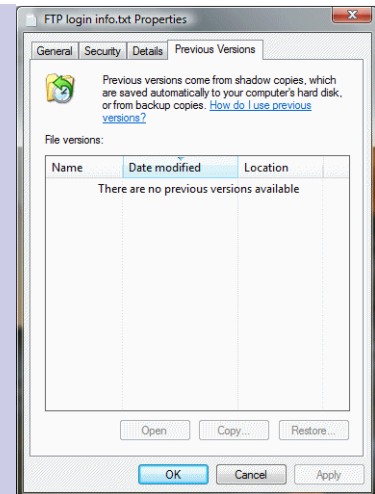 FTP login info.txt Properties
General Security Details Previous Versions
Previous versions come from shadow copies, which
are saved automatically to your computer's hard disk,
or from backup copies. How do I use previous
versions?
File versions:
Name Date modified Location
There are no previous versions available
Open Copy... Restore...
OK Cancel Apply